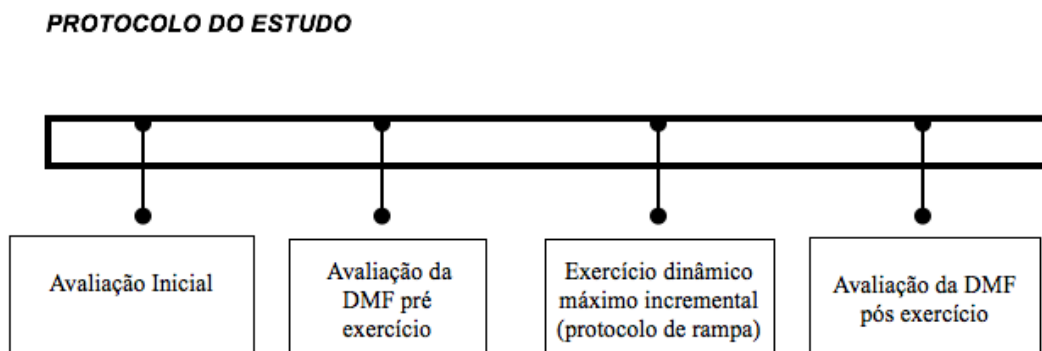 PROTOCOLO DO ESTUDO
Avaliação Inicial
Avaliação da
DMF pré
exercício
Exercício dinâmico
máximo incremental
(protocolo de rampa)
Avaliação da DMF
pós exercício